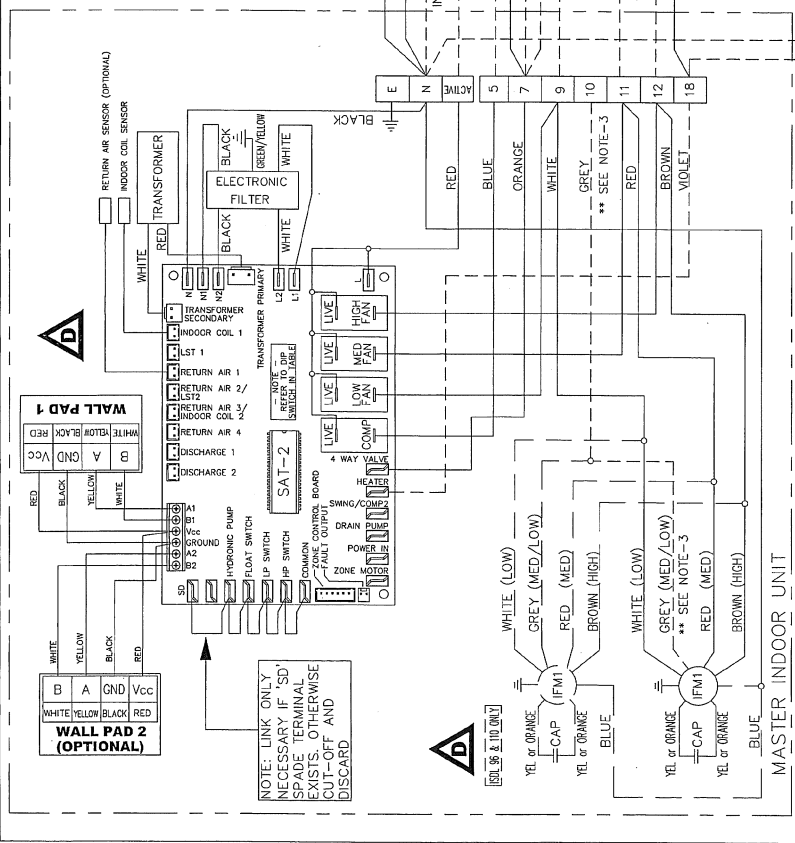 RETURN AIR SENSOR (OPTIONAL)
INDOOR COIL SENSOR
TRANSFORMER
WHITE
RED
BLACK
BLACK
GREEN/YELLOW
WHITE
ELECTRONIC
FILTER
BLACK
WHITE
BLACK
E
N
ACTIVE
5
7
9
10
11
12
18
RED
BLUE
ORANGE
WHITE
GREY
** SEE NOTE-3
RED
BROWN
VIOLET
D
WALL PAD 1
RED
BLACK
YELLOW
WHITE
Vcc
GND
A
B
RED
BLACK
YELLOW
WHITE
TRANSFORMER
SECONDARY
INDOOR COIL 1
LST 1
RETURN AIR 1
RETURN AIR 2/
LST2
RETURN AIR 3/
INDOOR COIL 2
RETURN AIR 4
DISCHARGE 1
DISCHARGE 2
N
N1
N2
TRANSFORMER PRIMARY
L2
L1
L
- NOTE -
REFER TO DIP
SWITCH IN TABLE
SAT-2
LIVE
HIGH
FAN
LIVE
MED
FAN
LIVE
LOW
FAN
LIVE
COMP
4 WAY VALVE
HEATER
SWING/COMP2
DRAIN PUMP
POWER IN
ZONE MOTOR
A1
B1
Vcc
GROUND
A2
B2
SD
HYDRONIC PUMP
FLOAT SWITCH
LP SWITCH
HP SWITCH
COMMON
ZONE CONTROL BOARD
FAULT OUTPUT
WHITE
YELLOW
BLACK
RED
B
A
GND
Vcc
WHITE
YELLOW
BLACK
RED
WALL PAD 2
(OPTIONAL)
NOTE: LINK ONLY
NECESSARY IF 'SD'
SPADE TERMINAL
EXISTS. OTHERWISE
CUT-OFF AND
DISCARD
D
ISDL 96 & 110 ONLY
WHITE (LOW)
GREY (MED/LOW)
RED (MED)
BROWN (HIGH)
IFM1
YEL or ORANGE
CAP
YEL or ORANGE
BLUE
WHITE (LOW)
GREY (MED/LOW)
** SEE NOTE-3
RED (MED)
BROWN (HIGH)
IFM1
YEL or ORANGE
CAP
YEL or ORANGE
BLUE
MASTER INDOOR UNIT